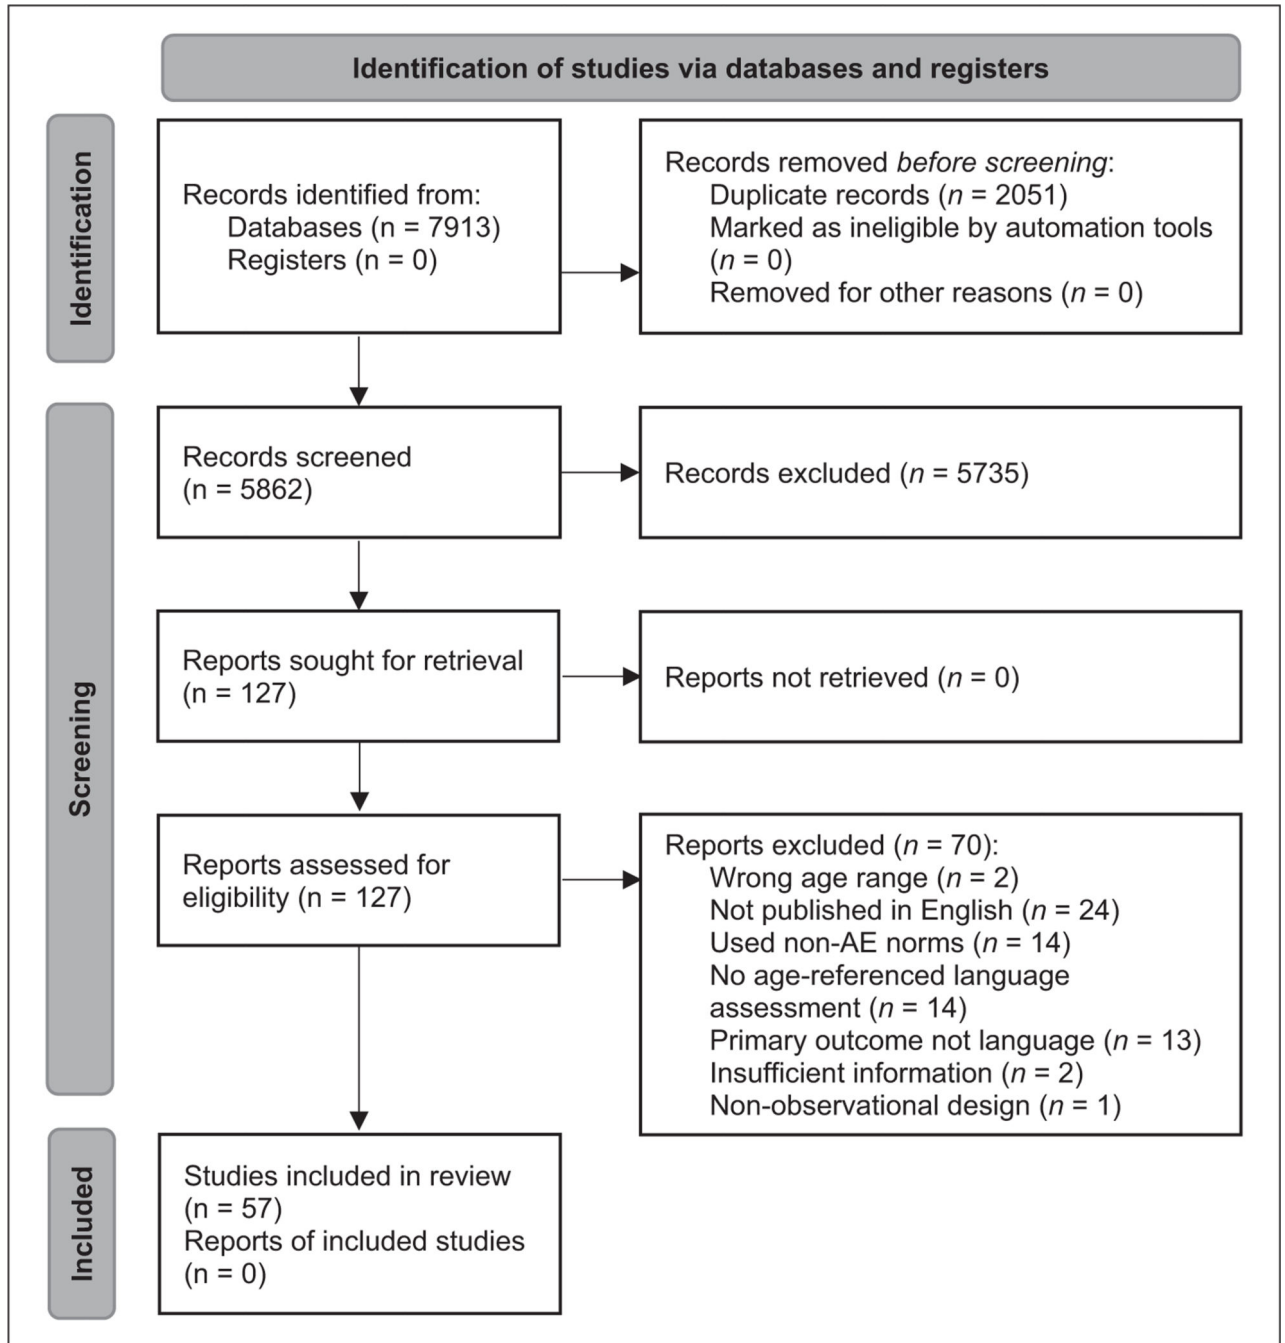 Identification of studies via databases and registers
Identification
Records identified from:
Databases (n = 7913)
Registers (n = 0)
Records removed before screening:
Duplicate records (n = 2051)
Marked as ineligible by automation tools
(n = 0)
Removed for other reasons (n = 0)
Screening
Records screened
(n = 5862)
Records excluded (n = 5735)
Reports sought for retrieval
(n = 127)
Reports not retrieved (n = 0)
Reports assessed for
eligibility (n = 127)
Reports excluded (n = 70):
Wrong age range (n = 2)
Not published in English (n = 24)
Used non-AE norms (n = 14)
No age-referenced language
assessment (n = 14)
Primary outcome not language (n = 13)
Insufficient information (n = 2)
Non-observational design (n = 1)
Included
Studies included in review
(n = 57)
Reports of included studies
(n = 0)